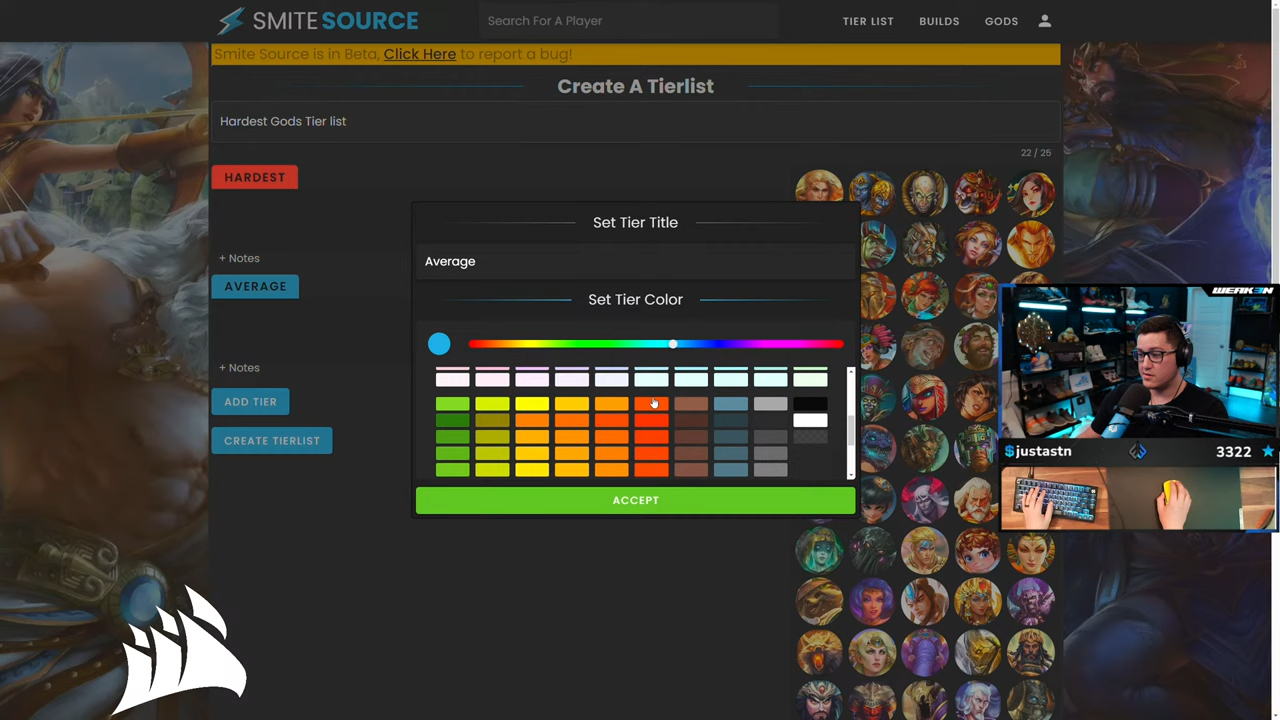 SMITE SOURCE
Search For A Player
TIER LIST
BUILDS
GODS
Smite Source is in Beta, Click Here to report a bug!
Create A Tierlist
Hardest Gods Tier list
22 / 25
HARDEST
Set Tier Title
+ Notes
Average
AVERAGE
WEAK3N
Set Tier Color
+ Notes
ADD TIER
CREATE TIERLIST
$justastn
3322
ACCEPT